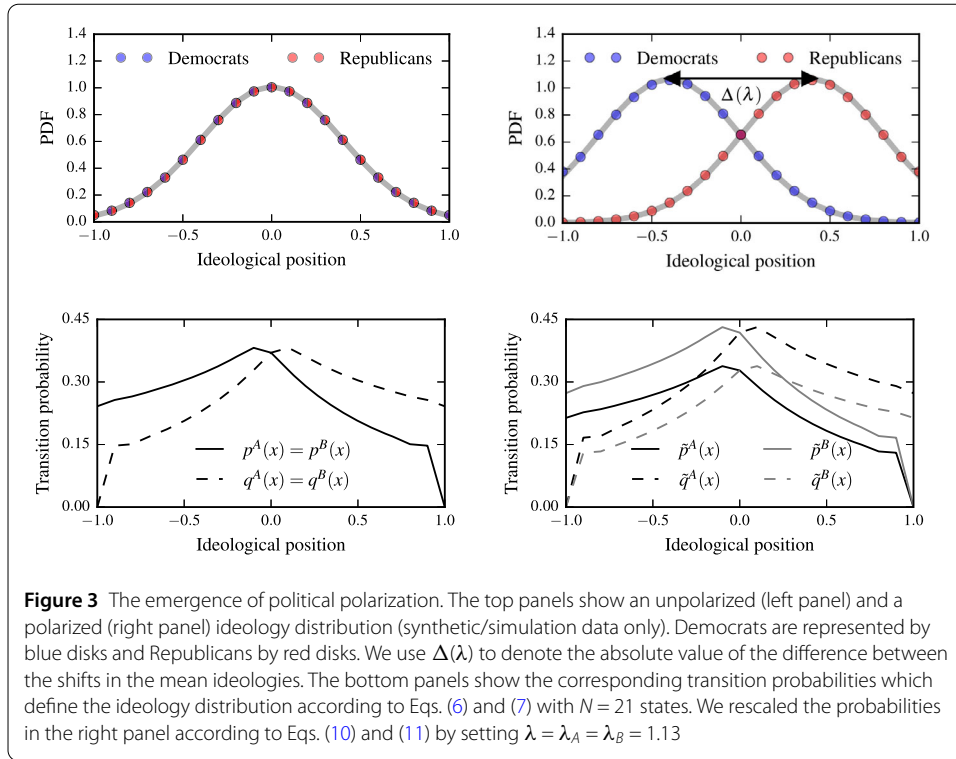 1.4
1.2
1.0
0.8
0.6
0.4
0.2
0.0
PDF
Democrats Republicans
−1.0 −0.5 0.0 0.5 1.0
Ideological position
1.4
1.2
1.0
0.8
0.6
0.4
0.2
0.0
PDF
Democrats Republicans
Δ(λ)
−1.0 −0.5 0.0 0.5 1.0
Ideological position
0.45
0.30
0.15
0.00
Transition probability
p^A(x) = p^B(x)
q^A(x) = q^B(x)
−1.0 −0.5 0.0 0.5 1.0
Ideological position
0.45
0.30
0.15
0.00
Transition probability
p̃^A(x) p̃^B(x)
q̃^A(x) q̃^B(x)
−1.0 −0.5 0.0 0.5 1.0
Ideological position
Figure 3 The emergence of political polarization. The top panels show an unpolarized (left panel) and a
polarized (right panel) ideology distribution (synthetic/simulation data only). Democrats are represented by
blue disks and Republicans by red disks. We use Δ(λ) to denote the absolute value of the difference between
the shifts in the mean ideologies. The bottom panels show the corresponding transition probabilities which
define the ideology distribution according to Eqs. (6) and (7) with N = 21 states. We rescaled the probabilities
in the right panel according to Eqs. (10) and (11) by setting λ = λ_A = λ_B = 1.13